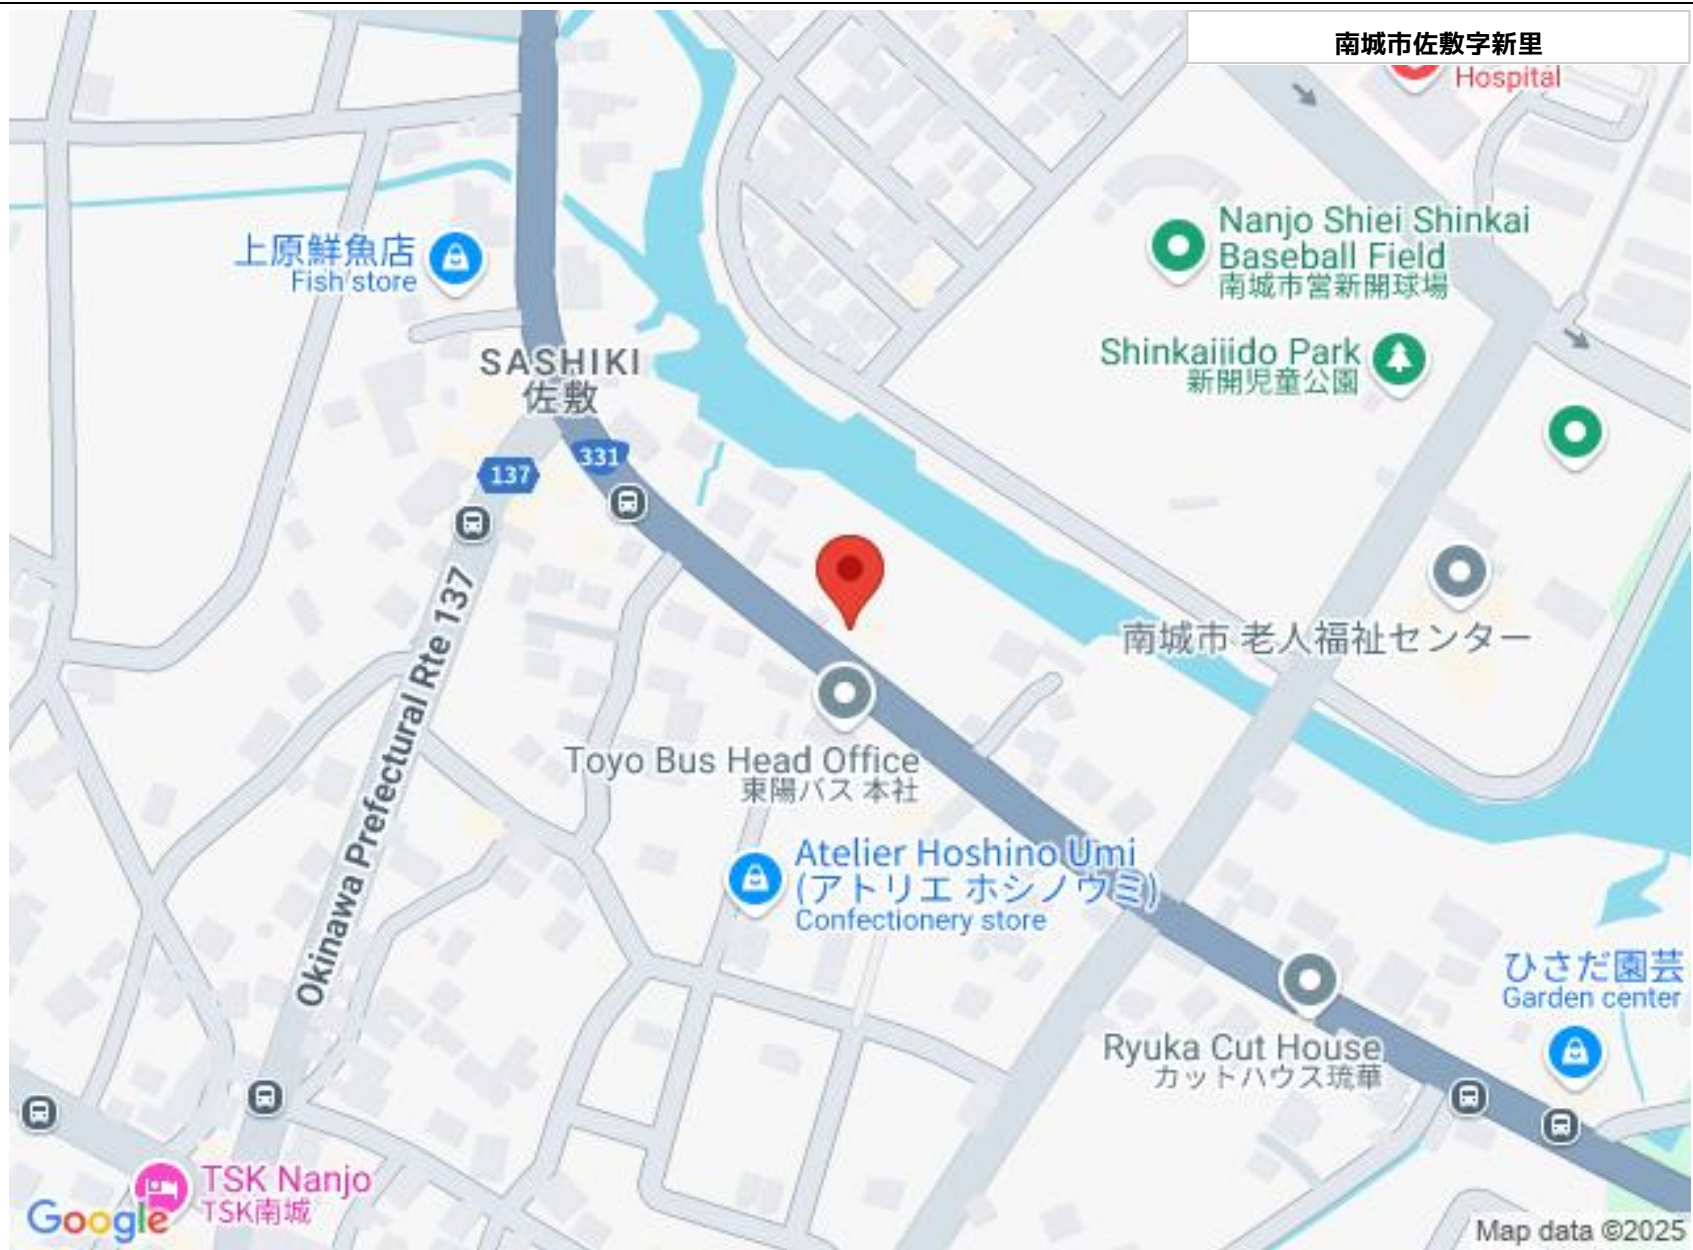 南城市佐敷字新里
Hospital
Nanjo Shiei Shinkai
Baseball Field
南城市営新開球場
上原鮮魚店
Fish store
Shinkaiiido Park
新開児童公園
SASHIKI
佐敷
331
137
Okinawa Prefectural Rte 137
南城市 老人福祉センター
Toyo Bus Head Office
東陽バス 本社
Atelier Hoshino Umi
(アトリエ ホシノウミ)
Confectionery store
ひさだ園芸
Garden center
Ryuka Cut House
カットハウス琉華
TSK Nanjo
TSK南城
Google
Map data ©2025